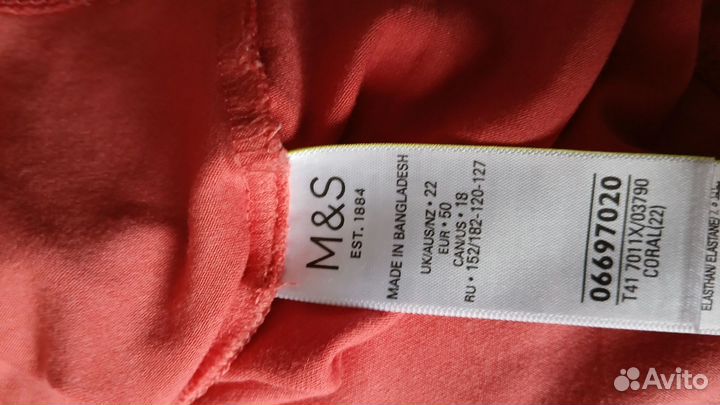 M&S
EST. 1884
MADE IN BANGLADESH
UK/AUS/NZ • 22
EUR • 50
CAN/US • 18
RU • 152/182-120-127
06697020
T41 7011X/03790
CORAL(22)
ELASTHAN/ ELASTANE/
Avito